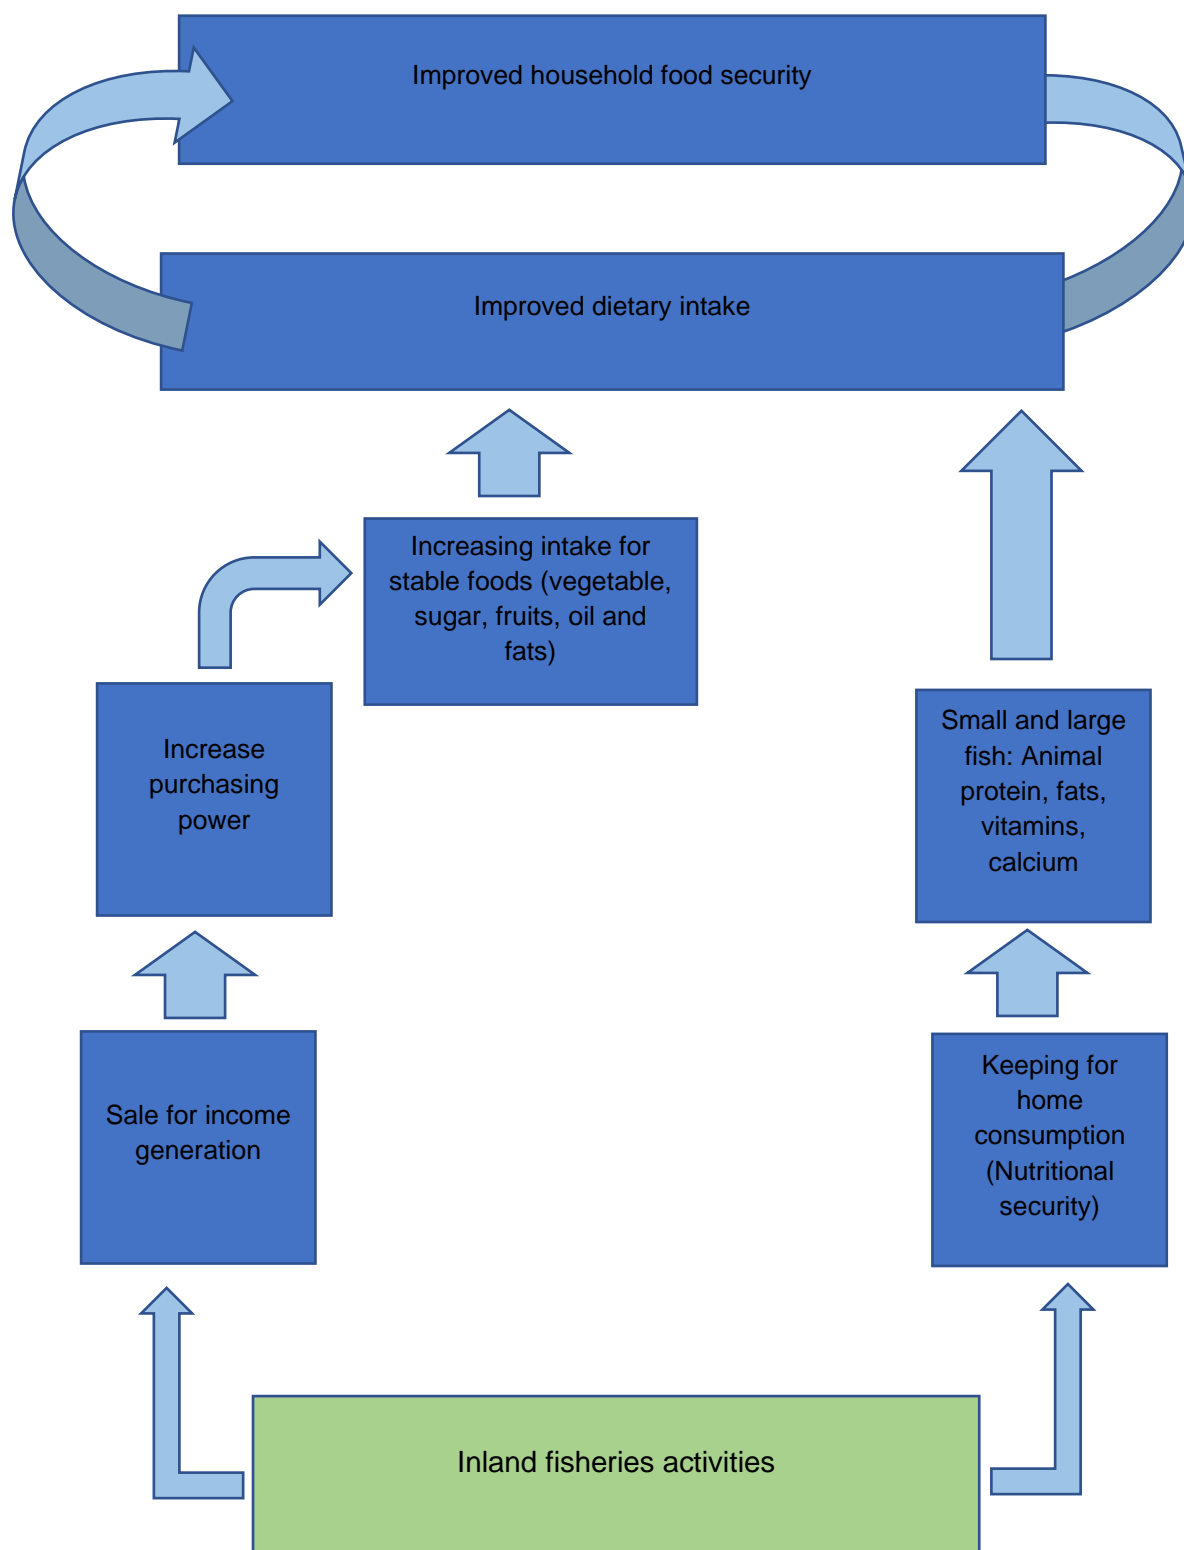 Improved household food security
Improved dietary intake
Increasing intake for
stable foods (vegetable,
sugar, fruits, oil and
fats)
Increase
purchasing
power
Small and large
fish: Animal
protein, fats,
vitamins,
calcium
Sale for income
generation
Keeping for
home
consumption
(Nutritional
security)
Inland fisheries activities